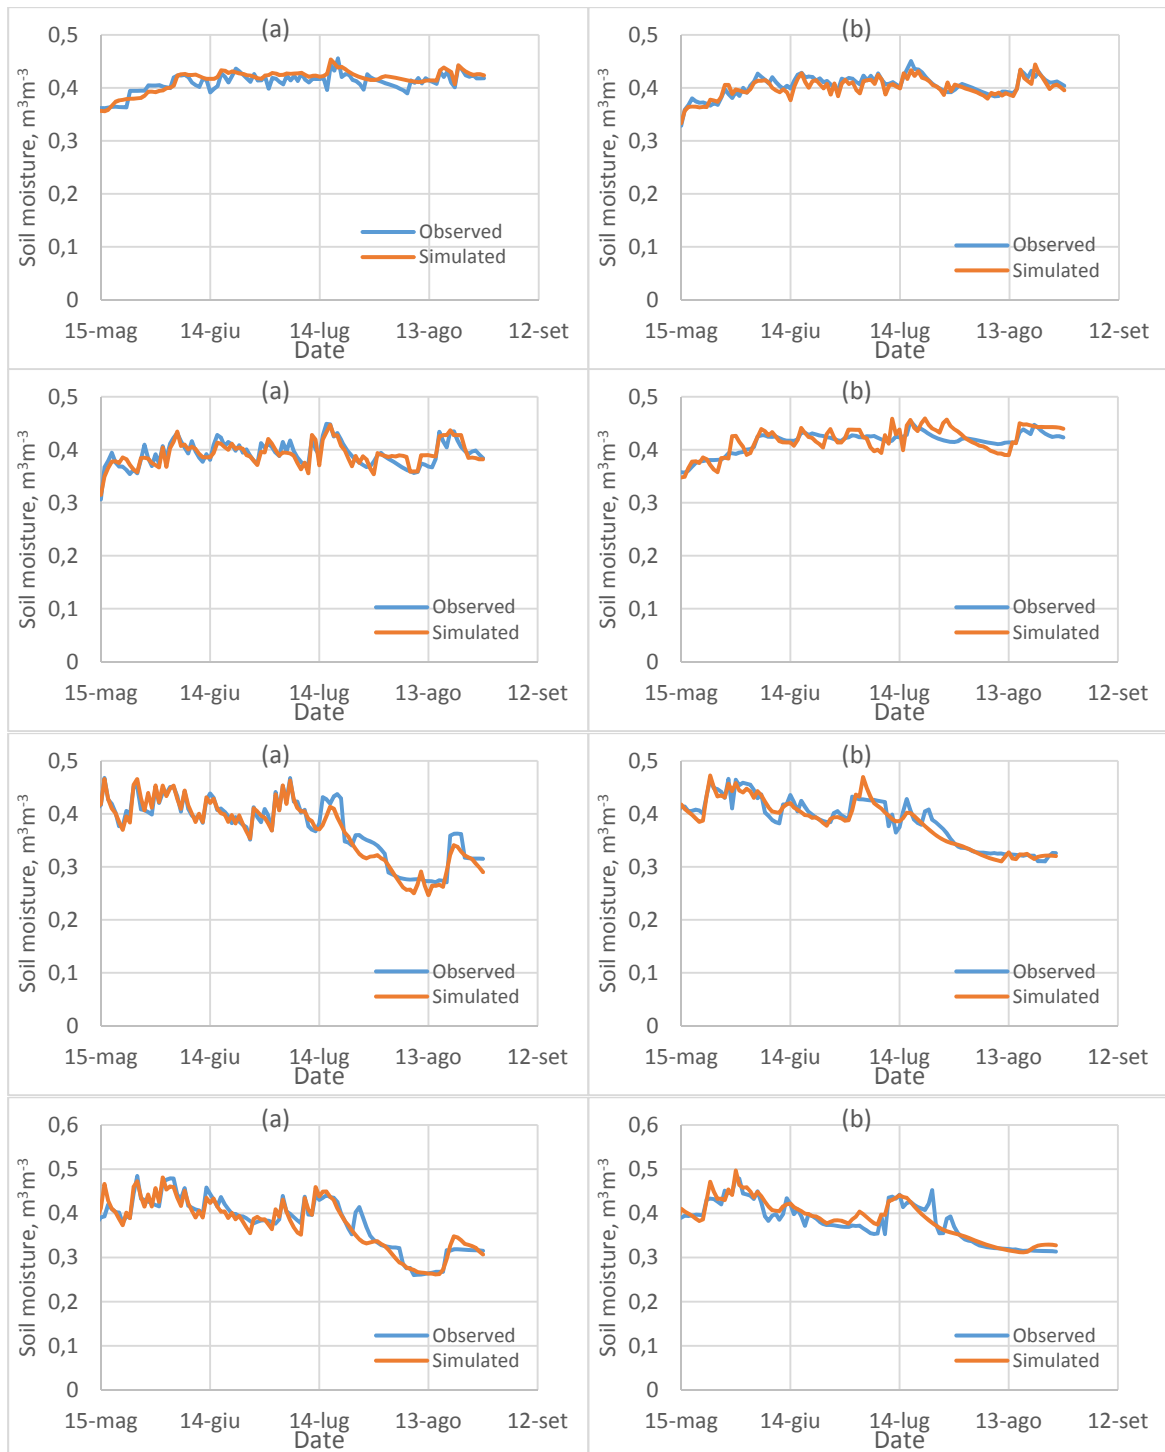 (a)
Soil moisture, m³m⁻³
0,5
0,4
0,3
0,2
0,1
0
Observed
Simulated
15-mag 14-giu 14-lug 13-ago 12-set
Date
(b)
Soil moisture, m³m⁻³
0,5
0,4
0,3
0,2
0,1
0
Observed
Simulated
15-mag 14-giu 14-lug 13-ago 12-set
Date
(a)
Soil moisture, m³m⁻³
0,5
0,4
0,3
0,2
0,1
0
Observed
Simulated
15-mag 14-giu 14-lug 13-ago 12-set
Date
(b)
Soil moisture, m³m⁻³
0,5
0,4
0,3
0,2
0,1
0
Observed
Simulated
15-mag 14-giu 14-lug 13-ago 12-set
Date
(a)
Soil moisture, m³m⁻³
0,5
0,4
0,3
0,2
0,1
0
Observed
Simulated
15-mag 14-giu 14-lug 13-ago 12-set
Date
(b)
Soil moisture, m³m⁻³
0,5
0,4
0,3
0,2
0,1
0
Observed
Simulated
15-mag 14-giu 14-lug 13-ago 12-set
Date
(a)
Soil moisture, m³m⁻³
0,6
0,5
0,4
0,3
0,2
0,1
0
Observed
Simulated
15-mag 14-giu 14-lug 13-ago 12-set
Date
(b)
Soil moisture, m³m⁻³
0,6
0,5
0,4
0,3
0,2
0,1
0
Observed
Simulated
15-mag 14-giu 14-lug 13-ago 12-set
Date